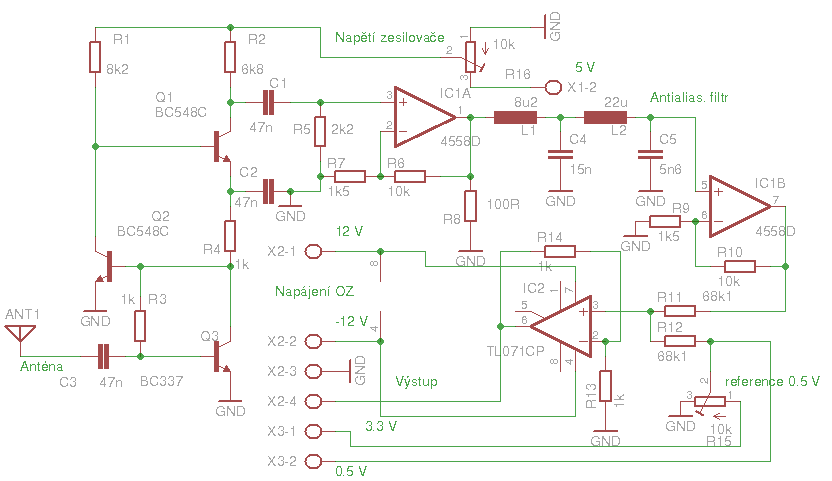 R1
8k2
R2
6k8
Napětí zesilovače
2
10k
GND
3
R16
5 V
X1-2
Q1
BC548C
C1
47n
R5
2k2
3
2
1
IC1A
4558D
8u2
L1
22u
L2
Antialias. filtr
C4
15n
GND
C5
5n6
GND
C2
47n
GND
R7
1k5
R6
10k
R8
100R
GND
5
6
7
IC1B
4558D
R9
1k5
GND
R10
10k
Q2
BC548C
GND
R4
1k
12 V
X2-1
8
R14
1k
IC2
1
7
5
6
3
2
8
4
TL071CP
R11
68k1
R12
68k1
Napájení OZ
-12 V
4
X2-2
X2-3
GND
X2-4
Výstup
X3-1
3.3 V
X3-2
0.5 V
ANT1
Anténa
C3
47n
1k
R3
BC337
Q3
GND
R13
1k
GND
reference 0.5 V
2
3
1
GND
10k
R15